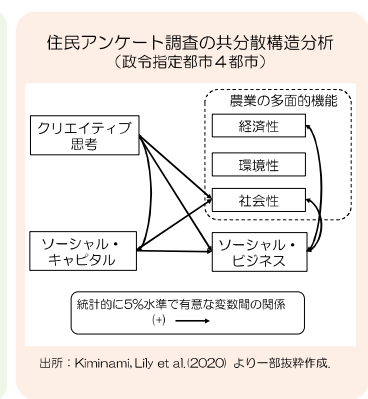 住民アンケート調査の共分散構造分析
（政令指定都市４都市）
農業の多面的機能
クリエイティブ
思考
経済性
環境性
社会性
ソーシャル・
キャピタル
ソーシャル・
ビジネス
統計的に5％水準で有意な変数間の関係
(+)
出所：Kiminami, Lily et al.(2020) より一部抜粋作成.